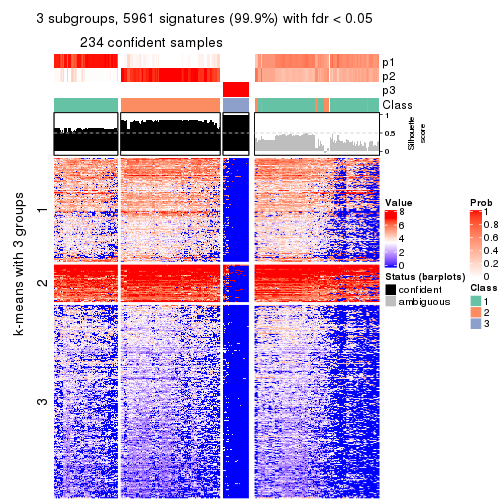 3 subgroups, 5961 signatures (99.9%) with fdr < 0.05
234 confident samples
p1
p2
p3
Class
1
0.5
0
Silhouette
score
k-means with 3 groups
1
2
3
Value
8
6
4
2
0
Status (barplots)
confident
ambiguous
Prob
1
0.8
0.6
0.4
0.2
0
Class
1
2
3